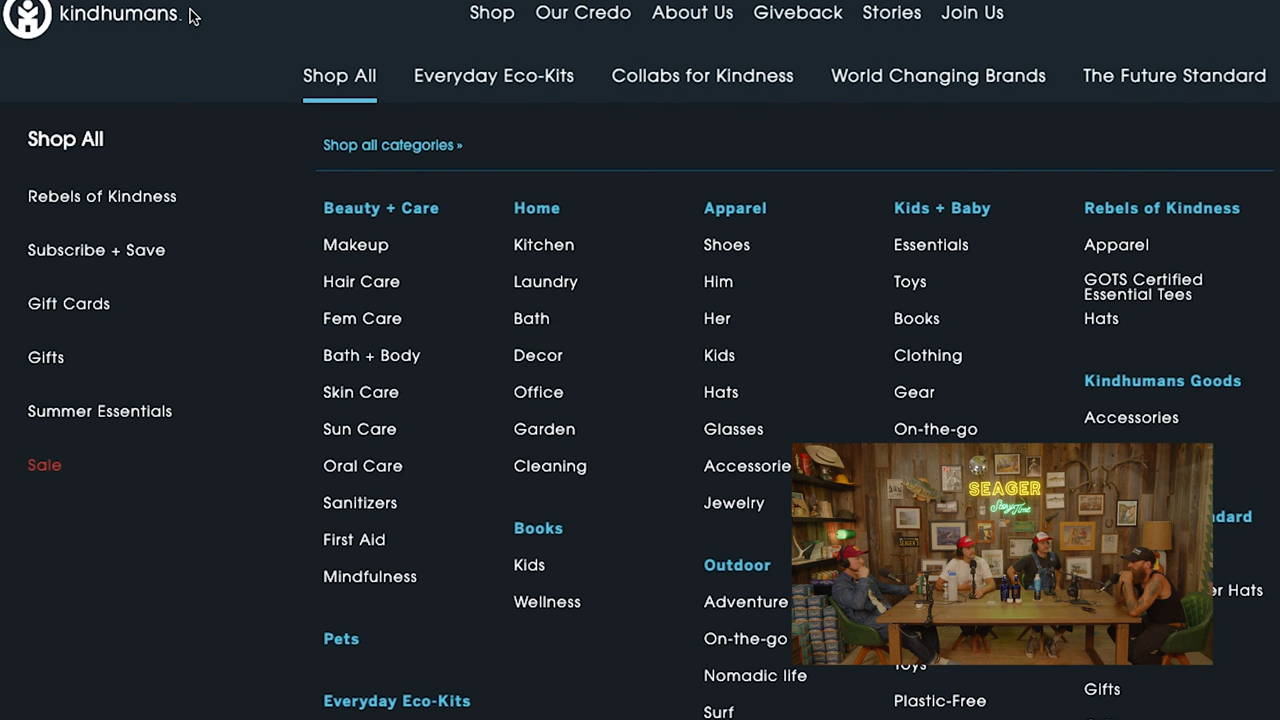 kindhumans.
Shop Our Credo About Us Giveback Stories Join Us
Shop All Everyday Eco-Kits Collabs for Kindness World Changing Brands The Future Standard
Shop All
Rebels of Kindness
Subscribe + Save
Gift Cards
Gifts
Summer Essentials
Sale
Shop all categories »
Beauty + Care
Makeup
Hair Care
Fem Care
Bath + Body
Skin Care
Sun Care
Oral Care
Sanitizers
First Aid
Mindfulness
Pets
Everyday Eco-Kits
Home
Kitchen
Laundry
Bath
Decor
Office
Garden
Cleaning
Books
Kids
Wellness
Apparel
Shoes
Him
Her
Kids
Hats
Glasses
Accessorie
Jewelry
Outdoor
Adventure
On-the-go
Nomadic life
Surf
Kids + Baby
Essentials
Toys
Books
Clothing
Gear
On-the-go
Toys
Plastic-Free
Rebels of Kindness
Apparel
GOTS Certified
Essential Tees
Hats
Kindhumans Goods
Accessories
dard
er Hats
Gifts
SEAGER
Story Time